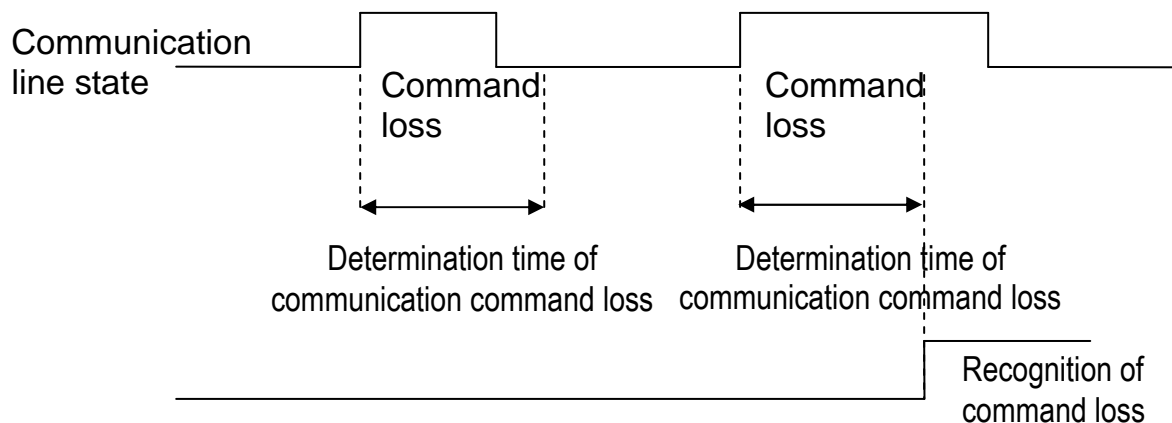 Communication
line state
Command
loss
Command
loss
Determination time of
communication command loss
Determination time of
communication command loss
Recognition of
command loss